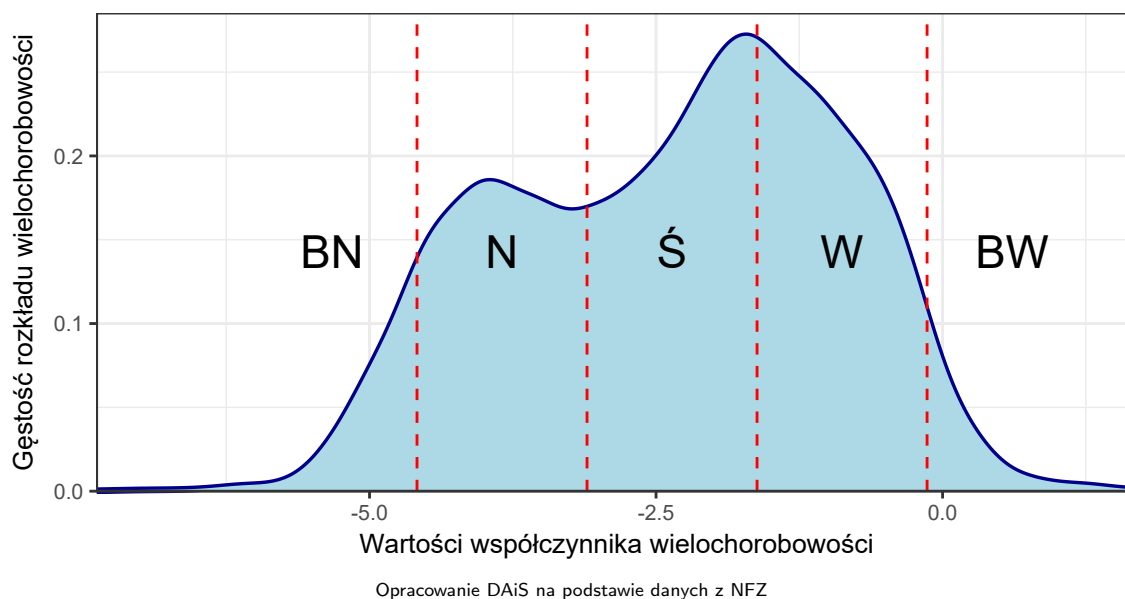 Gęstość rozkładu wielochorobowości
0.2
0.1
0.0
BN N Ś W BW
-5.0 -2.5 0.0
Wartości współczynnika wielochorobowości
Opracowanie DAiS na podstawie danych z NFZ